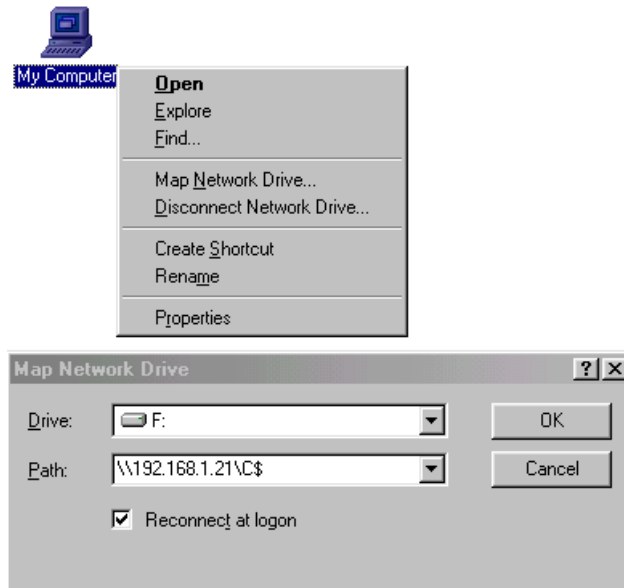 My Computer
Open
Explore
Find...
Map Network Drive...
Disconnect Network Drive...
Create Shortcut
Rename
Properties
Map Network Drive
Drive: F: OK
Path: \\192.168.1.21\C$ Cancel
Reconnect at logon